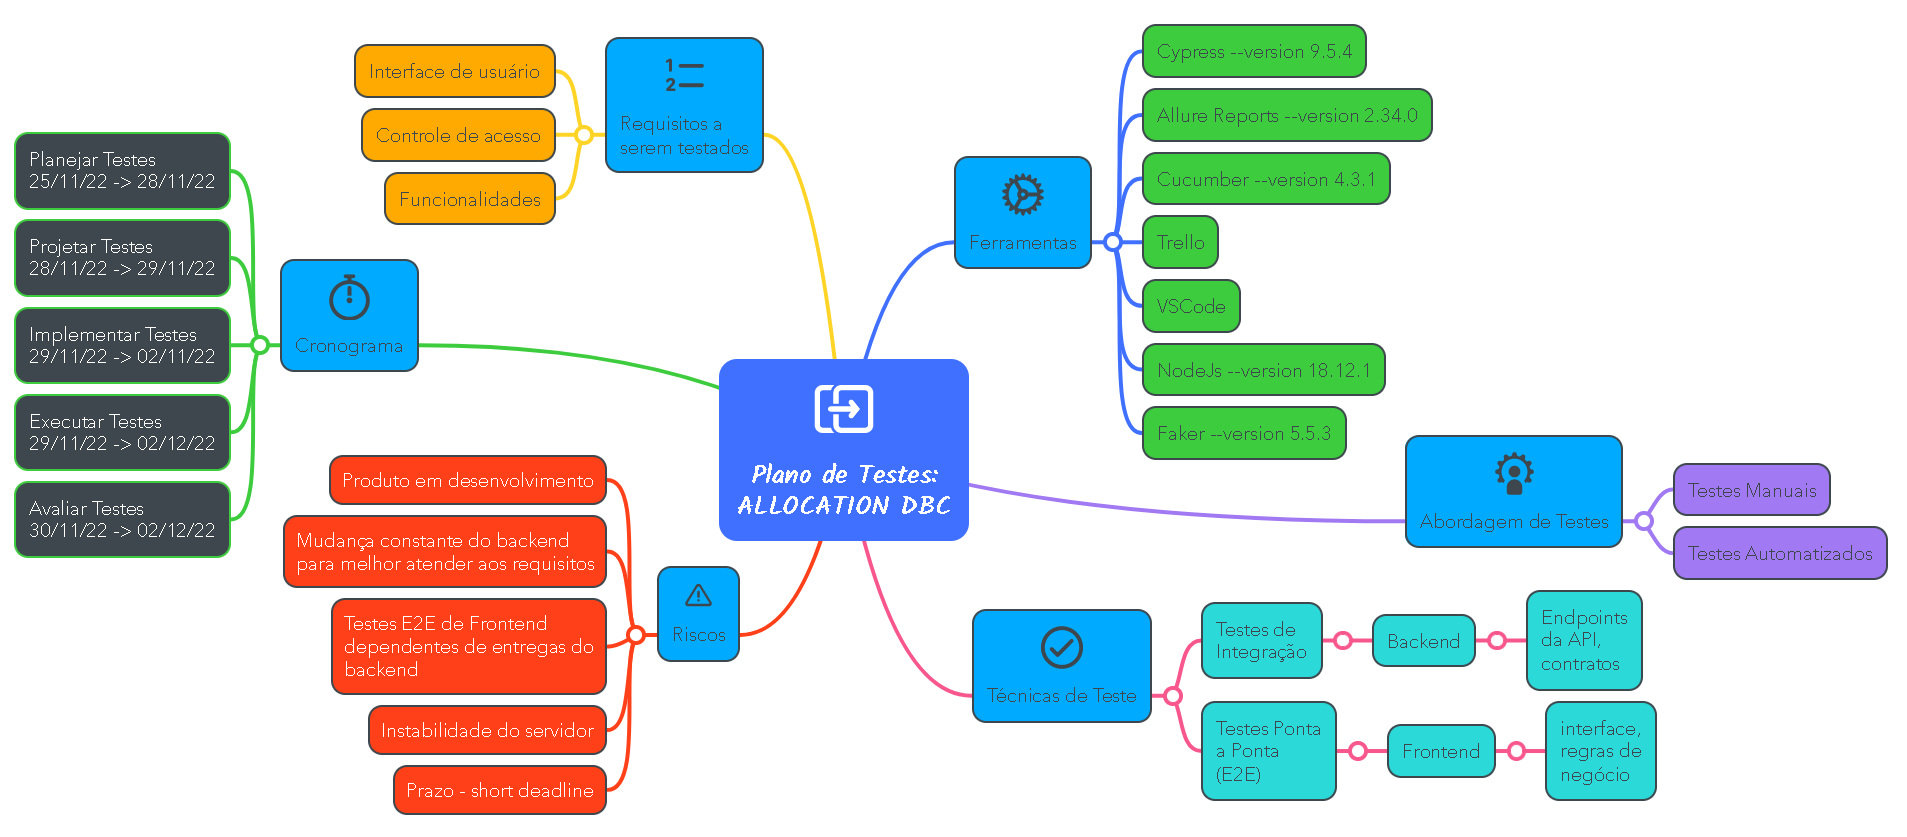 Plano de Testes:
ALLOCATION DBC
Requisitos a
serem testados
Interface de usuário
Controle de acesso
Funcionalidades
Cronograma
Planejar Testes
25/11/22 -> 28/11/22
Projetar Testes
28/11/22 -> 29/11/22
Implementar Testes
29/11/22 -> 02/11/22
Executar Testes
29/11/22 -> 02/12/22
Avaliar Testes
30/11/22 -> 02/12/22
Riscos
Produto em desenvolvimento
Mudança constante do backend
para melhor atender aos requisitos
Testes E2E de Frontend
dependentes de entregas do
backend
Instabilidade do servidor
Prazo - short deadline
Ferramentas
Cypress --version 9.5.4
Allure Reports --version 2.34.0
Cucumber --version 4.3.1
Trello
VSCode
NodeJs --version 18.12.1
Faker --version 5.5.3
Abordagem de Testes
Testes Manuais
Testes Automatizados
Técnicas de Teste
Testes de
Integração
Backend
Endpoints
da API,
contratos
Testes Ponta
a Ponta
(E2E)
Frontend
interface,
regras de
negócio